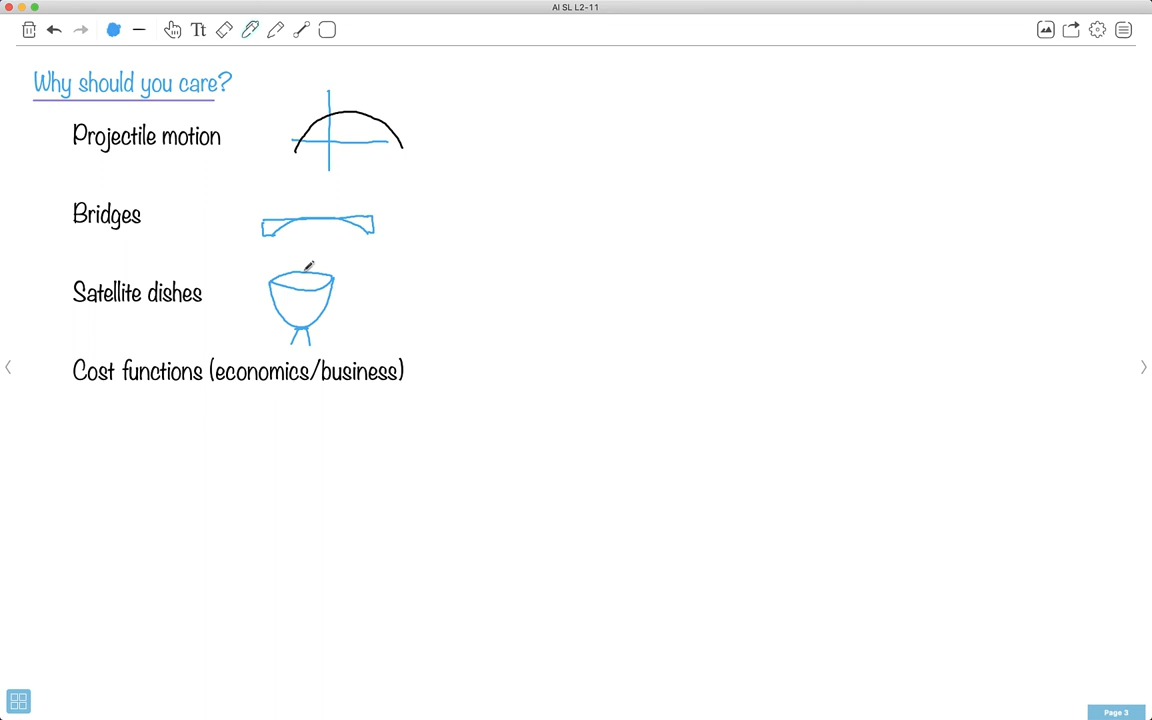 AI SL L2-11
Tt
Why should you care?
Projectile motion
Bridges
Satellite dishes
Cost functions (economics/business)
Page 3